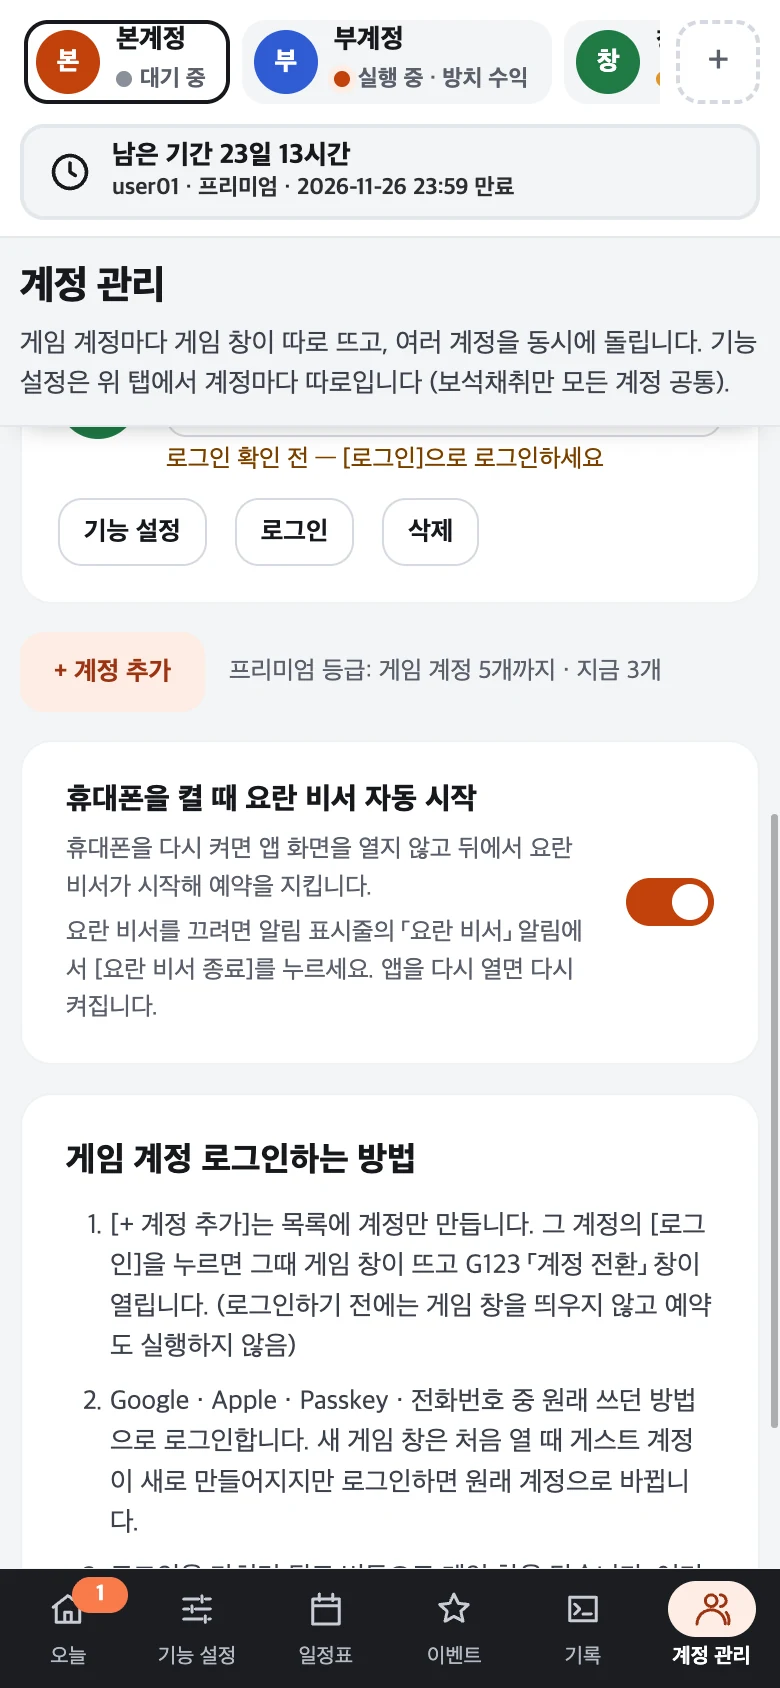 본
본계정
대기 중
부
부계정
실행 중 · 방치 수익
창
+
남은 기간 23일 13시간
user01 · 프리미엄 · 2026-11-26 23:59 만료
계정 관리
게임 계정마다 게임 창이 따로 뜨고, 여러 계정을 동시에 돌립니다. 기능
설정은 위 탭에서 계정마다 따로입니다 (보석채취만 모든 계정 공통).
로그인 확인 전 — [로그인]으로 로그인하세요
기능 설정
로그인
삭제
+ 계정 추가
프리미엄 등급: 게임 계정 5개까지 · 지금 3개
휴대폰을 켤 때 요란 비서 자동 시작
휴대폰을 다시 켜면 앱 화면을 열지 않고 뒤에서 요란
비서가 시작해 예약을 지킵니다.
요란 비서를 끄려면 알림 표시줄의 「요란 비서」 알림에
서 [요란 비서 종료]를 누르세요. 앱을 다시 열면 다시
켜집니다.
게임 계정 로그인하는 방법
1. [+ 계정 추가]는 목록에 계정만 만듭니다. 그 계정의 [로그
인]을 누르면 그때 게임 창이 뜨고 G123 「계정 전환」 창이
열립니다. (로그인하기 전에는 게임 창을 띄우지 않고 예약
도 실행하지 않음)
2. Google · Apple · Passkey · 전화번호 중 원래 쓰던 방법
으로 로그인합니다. 새 게임 창은 처음 열 때 게스트 계정
이 새로 만들어지지만 로그인하면 원래 계정으로 바뀝니
다.
1
오늘
기능 설정
일정표
이벤트
기록
계정 관리